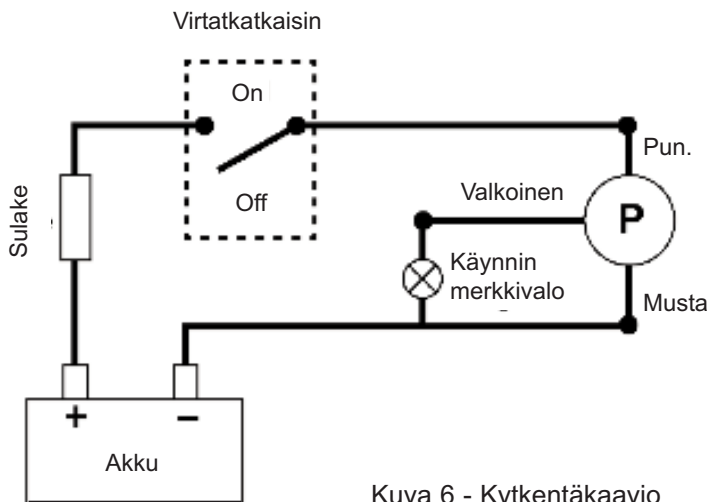 Virtatkatkaisin
On
Off
Sulake
Pun.
Valkoinen
P
Käynnin
merkkivalo
Musta
+ −
Akku
Kuva 6 - Kytkentäkaavio